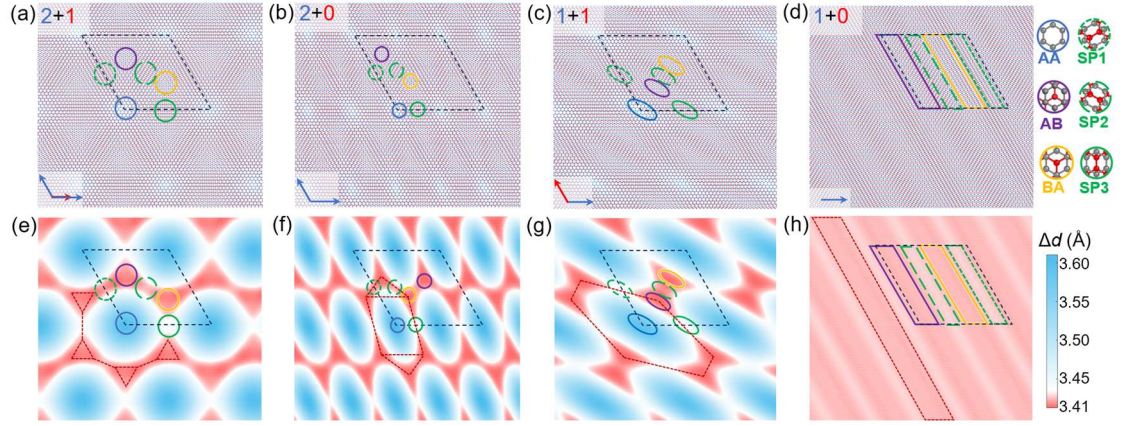 (a) 2+1
(b) 2+0
(c) 1+1
(d) 1+0
AA SP1
AB SP2
BA SP3
(e)
(f)
(g)
(h)
Δd (Å)
3.60
3.55
3.50
3.45
3.41